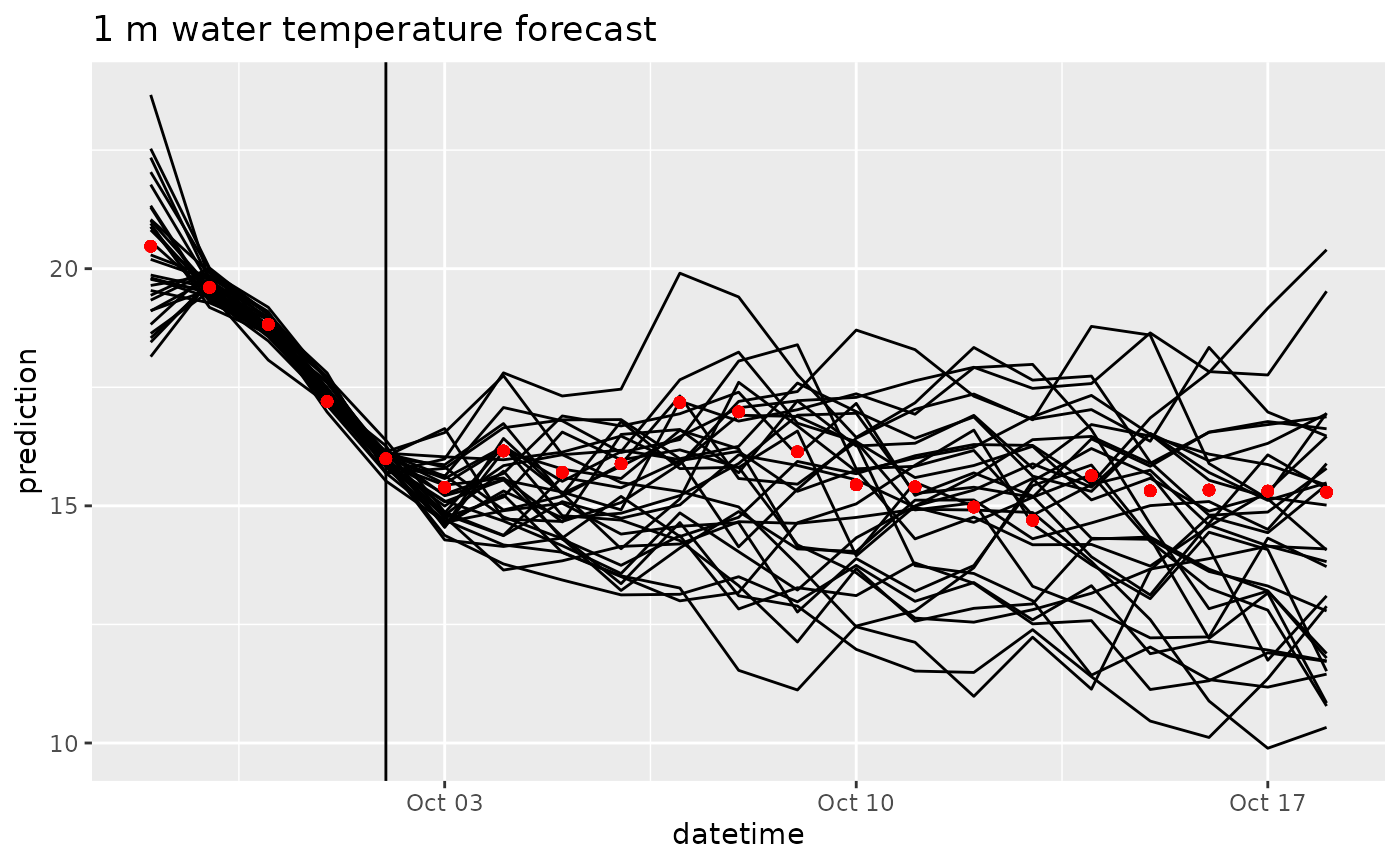 1 m water temperature forecast
prediction
20
15
10
Oct 03
Oct 10
Oct 17
datetime